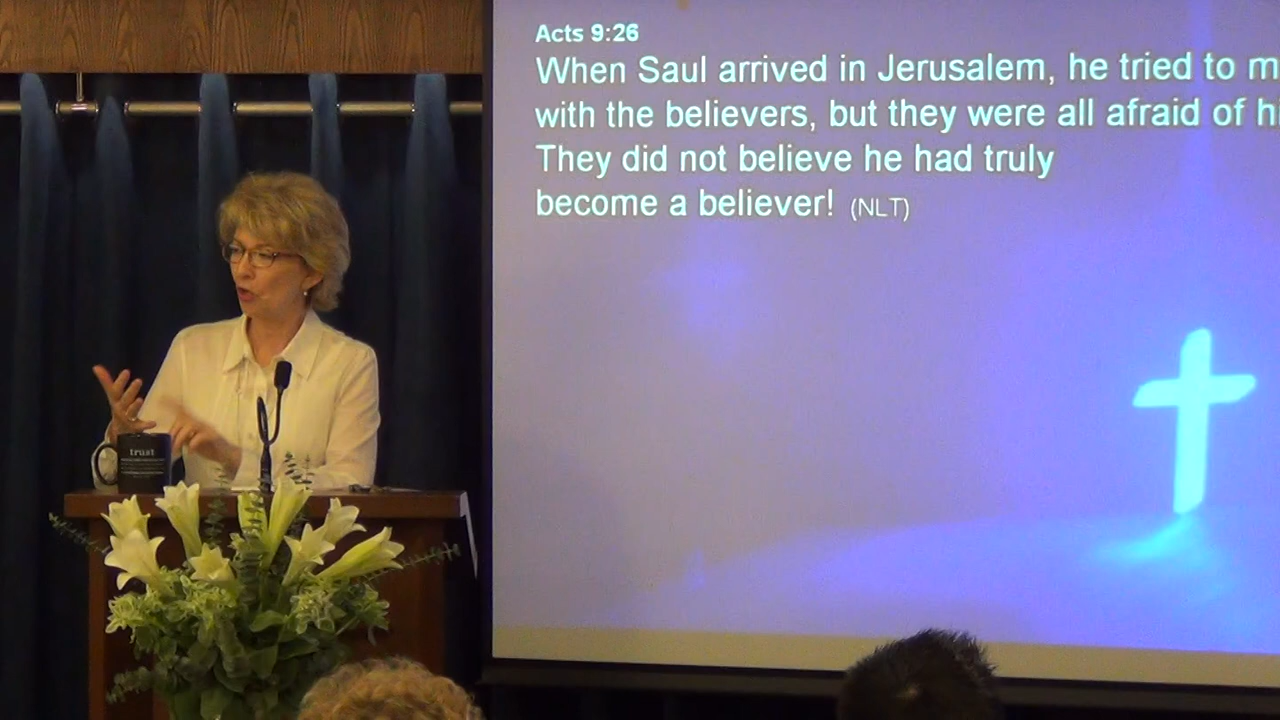 Acts 9:26
When Saul arrived in Jerusalem, he tried to m
with the believers, but they were all afraid of h
They did not believe he had truly
become a believer! (NLT)
trust